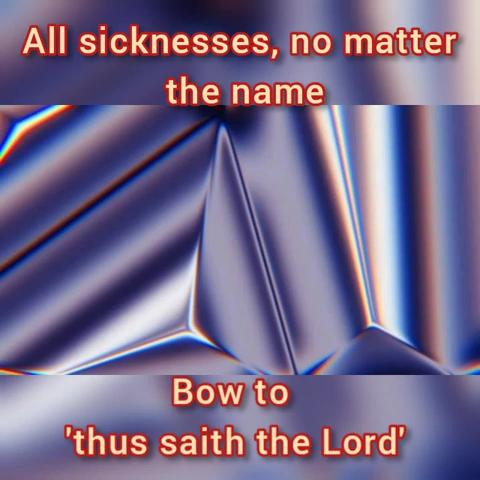 All sicknesses, no matter
the name
Bow to
'thus saith the Lord'